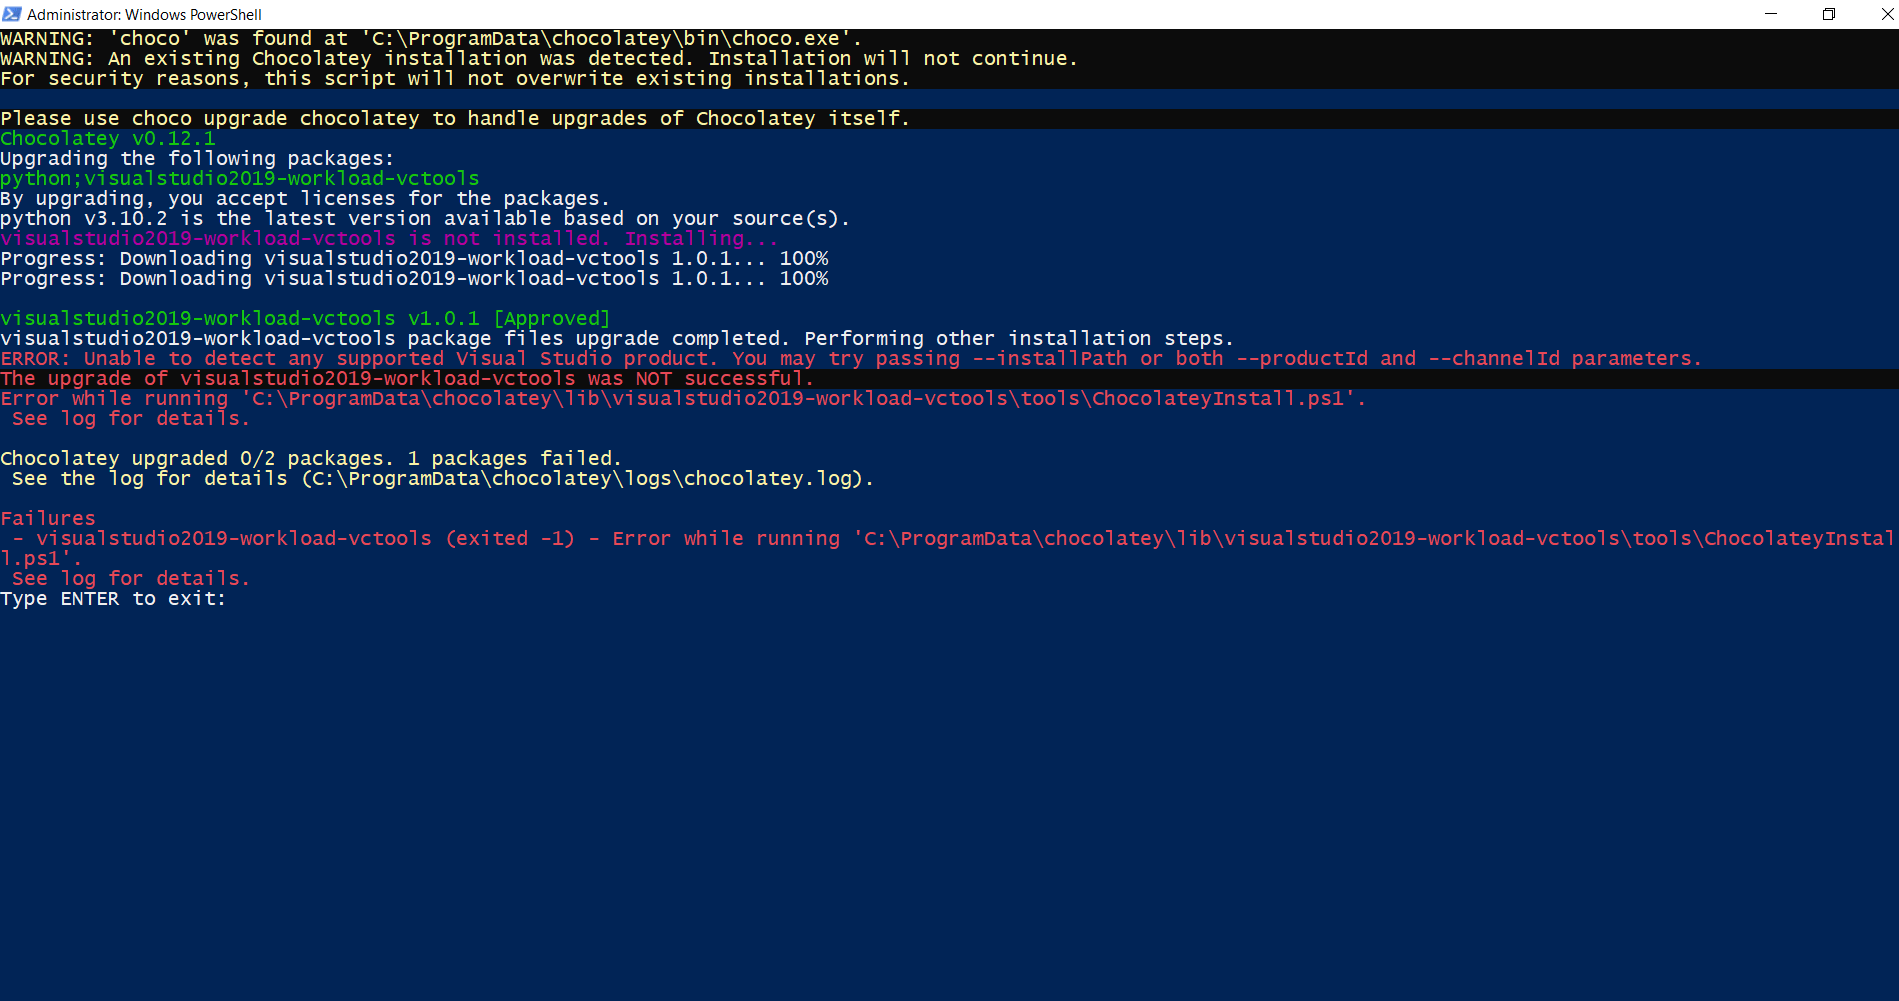 Administrator: Windows PowerShell
WARNING: 'choco' was found at 'C:\ProgramData\chocolatey\bin\choco.exe'.
WARNING: An existing Chocolatey installation was detected. Installation will not continue.
For security reasons, this script will not overwrite existing installations.
Please use choco upgrade chocolatey to handle upgrades of Chocolatey itself.
Chocolatey v0.12.1
Upgrading the following packages:
python;visualstudio2019-workload-vctools
By upgrading, you accept licenses for the packages.
python v3.10.2 is the latest version available based on your source(s).
visualstudio2019-workload-vctools is not installed. Installing...
Progress: Downloading visualstudio2019-workload-vctools 1.0.1... 100%
Progress: Downloading visualstudio2019-workload-vctools 1.0.1... 100%
visualstudio2019-workload-vctools v1.0.1 [Approved]
visualstudio2019-workload-vctools package files upgrade completed. Performing other installation steps.
ERROR: Unable to detect any supported Visual Studio product. You may try passing --installPath or both --productId and --channelId parameters.
The upgrade of visualstudio2019-workload-vctools was NOT successful.
Error while running 'C:\ProgramData\chocolatey\lib\visualstudio2019-workload-vctools\tools\ChocolateyInstall.ps1'.
 See log for details.
Chocolatey upgraded 0/2 packages. 1 packages failed.
 See the log for details (C:\ProgramData\chocolatey\logs\chocolatey.log).
Failures
 - visualstudio2019-workload-vctools (exited -1) - Error while running 'C:\ProgramData\chocolatey\lib\visualstudio2019-workload-vctools\tools\ChocolateyInstal
l.ps1'.
 See log for details.
Type ENTER to exit: